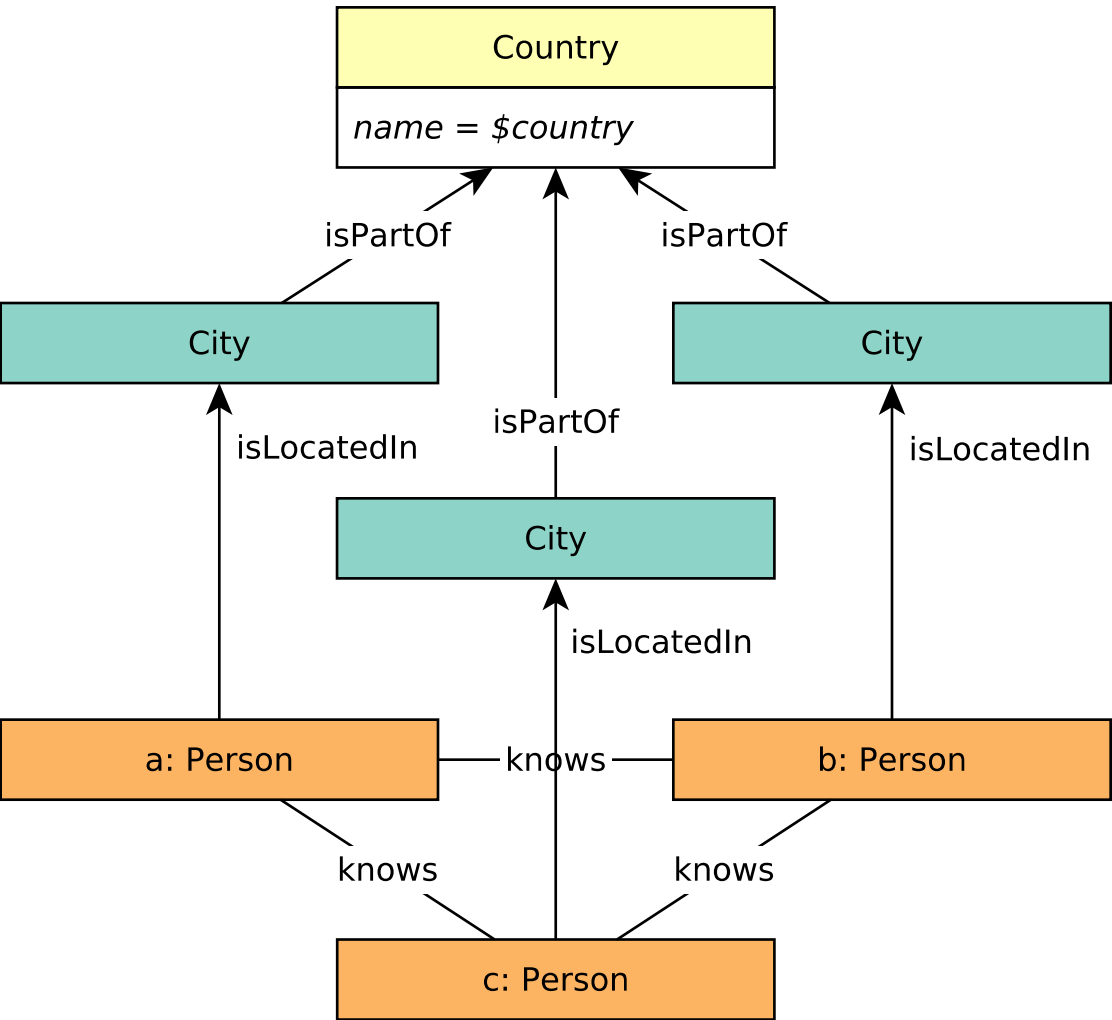 Country
name = $country
isPartOf
isPartOf
City
City
isPartOf
isLocatedIn
isLocatedIn
City
isLocatedIn
a: Person
knows
b: Person
knows
knows
c: Person